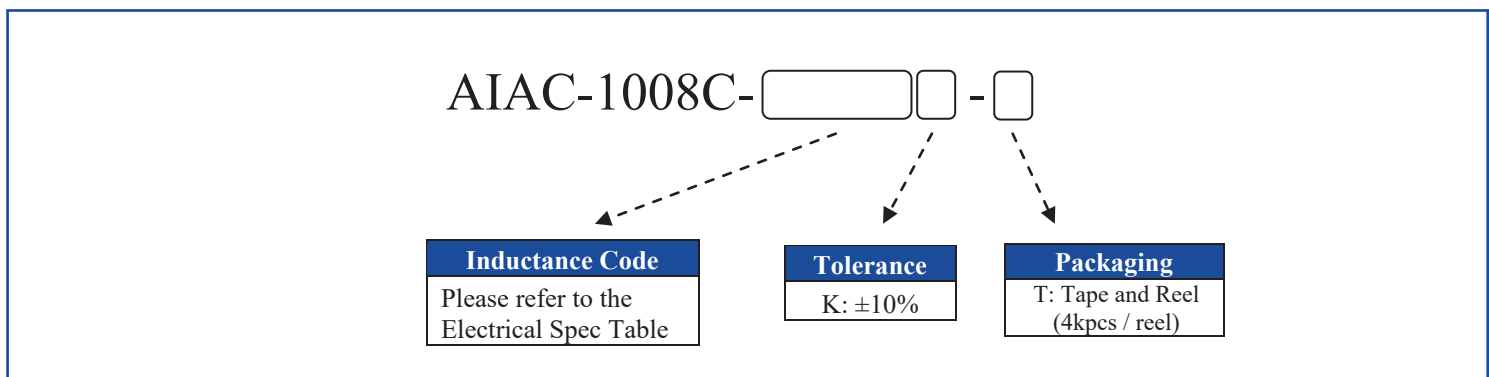 AIAC-1008C- -
Inductance Code
Please refer to the
Electrical Spec Table
Tolerance
K: ±10%
Packaging
T: Tape and Reel
(4kpcs / reel)